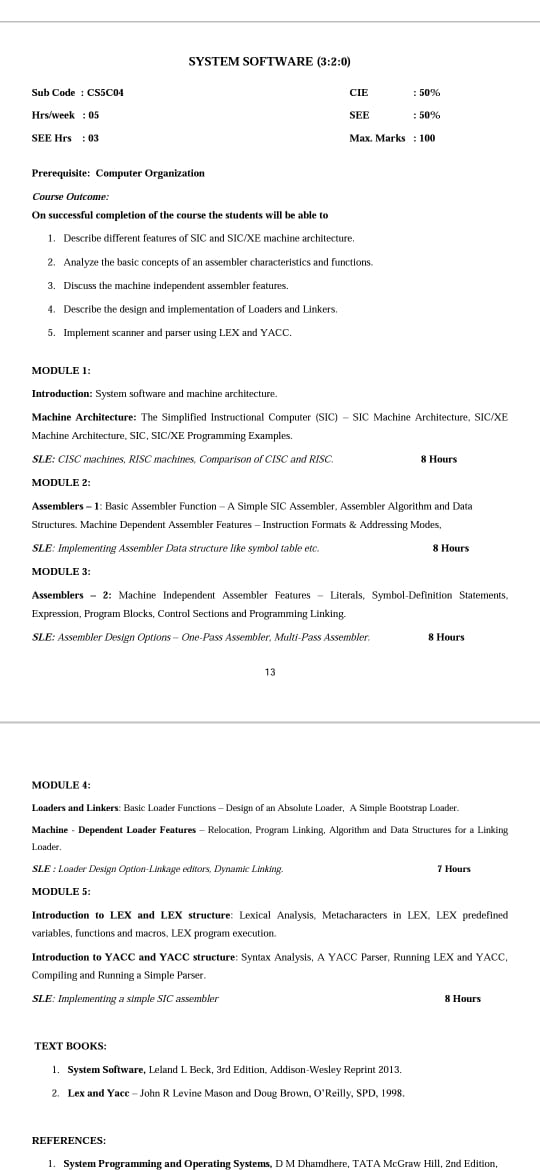 SYSTEM SOFTWARE (3:2:0)
Sub Code : CS5C04 CIE : 50%
Hrs/week : 05 SEE : 50%
SEE Hrs : 03 Max. Marks : 100
Prerequisite: Computer Organization
Course Outcome:
On successful completion of the course the students will be able to
1. Describe different features of SIC and SIC/XE machine architecture.
2. Analyze the basic concepts of an assembler characteristics and functions.
3. Discuss the machine independent assembler features.
4. Describe the design and implementation of Loaders and Linkers.
5. Implement scanner and parser using LEX and YACC.
MODULE 1:
Introduction: System software and machine architecture.
Machine Architecture: The Simplified Instructional Computer (SIC) – SIC Machine Architecture, SIC/XE
Machine Architecture, SIC, SIC/XE Programming Examples.
SLE: CISC machines, RISC machines, Comparison of CISC and RISC. 8 Hours
MODULE 2:
Assemblers – 1: Basic Assembler Function – A Simple SIC Assembler, Assembler Algorithm and Data
Structures. Machine Dependent Assembler Features – Instruction Formats & Addressing Modes,
SLE: Implementing Assembler Data structure like symbol table etc. 8 Hours
MODULE 3:
Assemblers – 2: Machine Independent Assembler Features – Literals, Symbol-Definition Statements,
Expression, Program Blocks, Control Sections and Programming Linking.
SLE: Assembler Design Options – One-Pass Assembler, Multi-Pass Assembler. 8 Hours
13
MODULE 4:
Loaders and Linkers: Basic Loader Functions – Design of an Absolute Loader, A Simple Bootstrap Loader.
Machine - Dependent Loader Features – Relocation, Program Linking, Algorithm and Data Structures for a Linking
Loader.
SLE : Loader Design Option-Linkage editors, Dynamic Linking. 7 Hours
MODULE 5:
Introduction to LEX and LEX structure: Lexical Analysis, Metacharacters in LEX, LEX predefined
variables, functions and macros, LEX program execution.
Introduction to YACC and YACC structure: Syntax Analysis, A YACC Parser, Running LEX and YACC,
Compiling and Running a Simple Parser.
SLE: Implementing a simple SIC assembler 8 Hours
TEXT BOOKS:
1. System Software, Leland L Beck, 3rd Edition, Addison-Wesley Reprint 2013.
2. Lex and Yacc – John R Levine Mason and Doug Brown, O'Reilly, SPD, 1998.
REFERENCES:
1. System Programming and Operating Systems, D M Dhamdhere, TATA McGraw Hill, 2nd Edition,